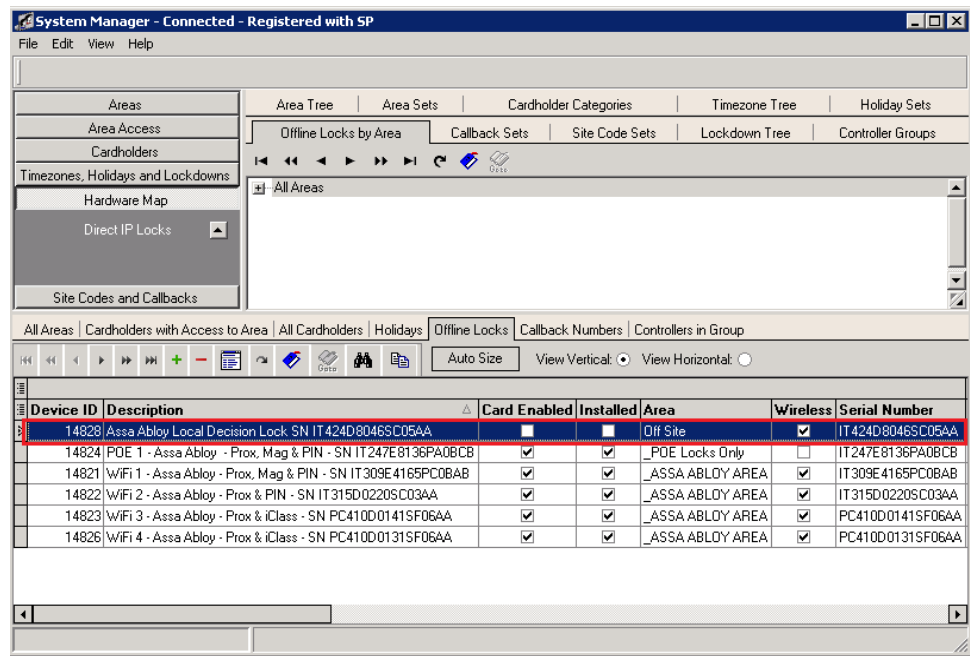 System Manager - Connected - Registered with SP
File Edit View Help
Areas
Area Access
Cardholders
Timezones, Holidays and Lockdowns
Hardware Map
Direct IP Locks
Site Codes and Callbacks
Area Tree Area Sets Cardholder Categories Timezone Tree Holiday Sets
Offline Locks by Area Callback Sets Site Code Sets Lockdown Tree Controller Groups
Goto
All Areas
All Areas Cardholders with Access to Area All Cardholders Holidays Offline Locks Callback Numbers Controllers in Group
Goto Auto Size View Vertical: View Horizontal:
Device ID Description Card Enabled Installed Area Wireless Serial Number
14828 Assa Abloy Local Decision Lock SN IT424D8046SC05AA Off Site IT424D8046SC05AA
14824 POE 1 - Assa Abloy - Prox, Mag & PIN - SN IT247E8136PA0BCB _POE Locks Only IT247E8136PA0BCB
14821 WiFi 1 - Assa Abloy - Prox, Mag & PIN - SN IT309E4165PC0BAB _ASSA ABLOY AREA IT309E4165PC0BAB
14822 WiFi 2 - Assa Abloy - Prox & PIN - SN IT315D0220SC03AA _ASSA ABLOY AREA IT315D0220SC03AA
14823 WiFi 3 - Assa Abloy - Prox & iClass - SN PC410D0141SF06AA _ASSA ABLOY AREA PC410D0141SF06AA
14826 WiFi 4 - Assa Abloy - Prox & iClass - SN PC410D0131SF06AA _ASSA ABLOY AREA PC410D0131SF06AA